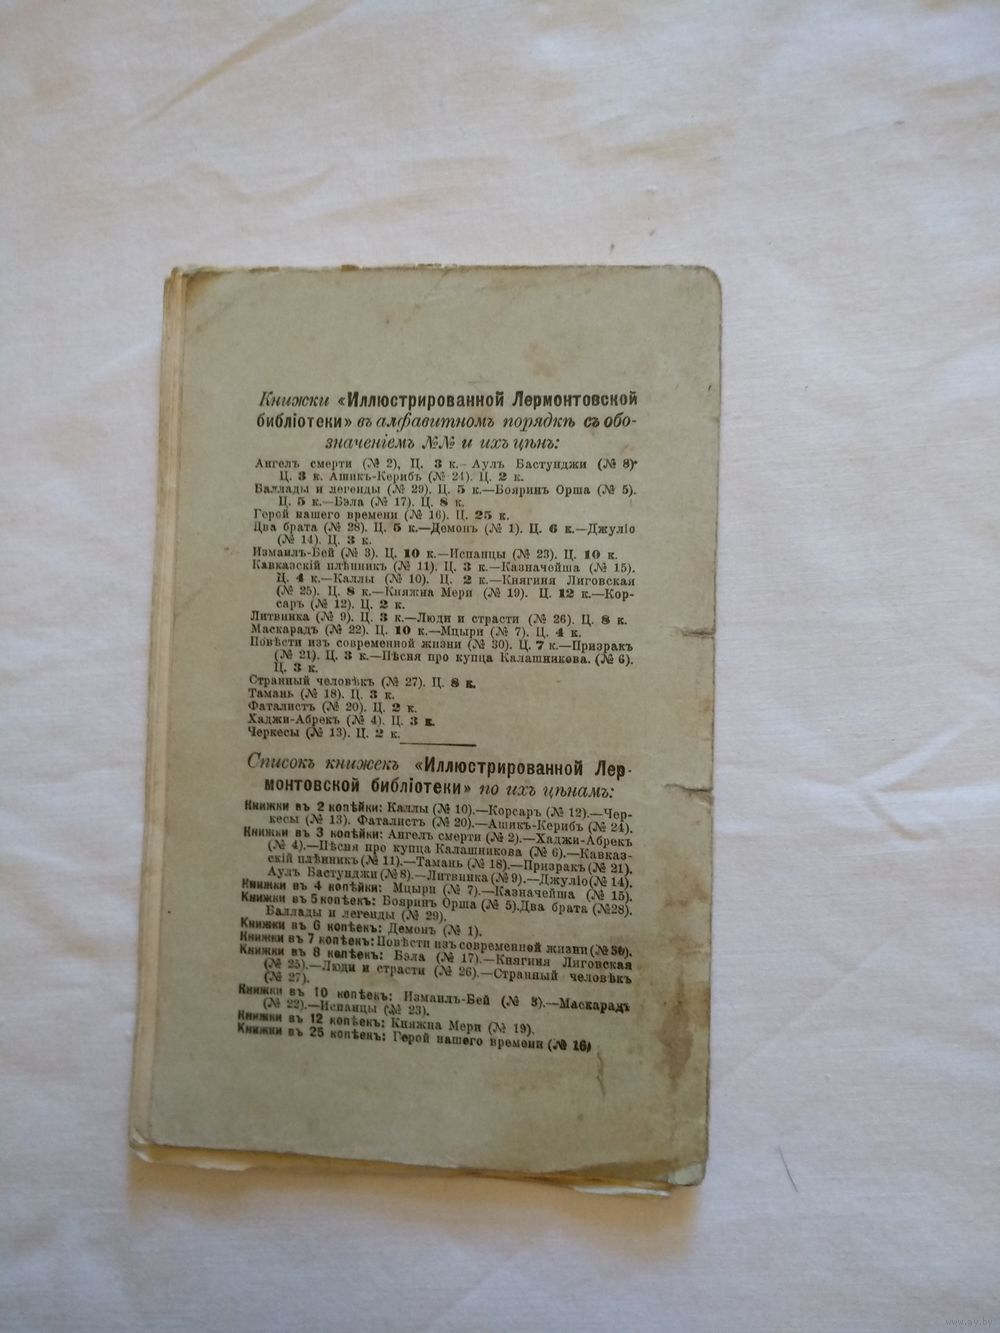 Книжки «Иллюстрированной Лермонтовской
библіотеки» въ алфавитномъ порядкѣ съ обо-
значеніемъ №№ и ихъ цѣнъ:
Ангелъ смерти (№ 2), Ц. 3 к.—Аулъ Бастунджи (№ 8)
Ц. 3 к. Ашикъ-Керибъ (№ 24). Ц. 2 к.
Баллады и легенды (№ 29). Ц. 5 к.—Бояринъ Орша (№ 5).
Ц. 5 к.—Бэла (№ 17). Ц. 8 к.
Герой нашего времени (№ 16). Ц. 25 к.
Два брата (№ 28). Ц. 5 к.—Демонъ (№ 1). Ц. 6 к.—Джуліо
(№ 14). Ц. 3 к.
Измаилъ-Бей (№ 3). Ц. 10 к.—Испанцы (№ 23). Ц. 10 к.
Кавказскій плѣнникъ (№ 11). Ц. 3 к.—Казначейша (№ 15).
Ц. 4 к.—Каллы (№ 10). Ц. 2 к.—Княгиня Лиговская
(№ 25). Ц. 8 к.—Княжна Мери (№ 19). Ц. 12 к.—Кор-
саръ (№ 12). Ц. 2 к.
Литвинка (№ 9). Ц. 3 к.—Люди и страсти (№ 26). Ц. 8 к.
Маскарадъ (№ 22). Ц. 10 к.—Мцыри (№ 7). Ц. 4 к.
Повѣсти изъ современной жизни (№ 30). Ц. 7 к.—Призракъ
(№ 21). Ц. 3 к.—Пѣсня про купца Калашникова. (№ 6).
Ц. 3 к.
Странный человѣкъ (№ 27). Ц. 8 к.
Тамань (№ 18). Ц. 3 к.
Фаталистъ (№ 20). Ц. 2 к.
Хаджи-Абрекъ (№ 4). Ц. 3 к.
Черкесы (№ 13). Ц. 2 к.
Списокъ книжекъ «Иллюстрированной Лер-
монтовской библіотеки» по ихъ цѣнамъ:
Книжки въ 2 копѣйки: Каллы (№ 10).—Корсаръ (№ 12).—Чер-
кесы (№ 13). Фаталистъ (№ 20).—Ашикъ-Керибъ (№ 24).
Книжки въ 3 копѣйки: Ангелъ смерти (№ 2).—Хаджи-Абрекъ
(№ 4).—Пѣсня про купца Калашникова (№ 6).—Кавказ-
скій плѣнникъ (№ 11).—Тамань (№ 18).—Призракъ (№ 21).
Аулъ Бастунджи (№ 8).—Литвинка (№ 9).—Джуліо (№ 14).
Книжки въ 4 копѣйки: Мцыри (№ 7).—Казначейша (№ 15).
Книжки въ 5 копѣекъ: Бояринъ Орша (№ 5). Два брата (№28).
Баллады и легенды (№ 29).
Книжки въ 6 копѣекъ: Демонъ (№ 1).
Книжки въ 7 копѣекъ: Повѣсти изъ современной жизни (№ 30).
Книжки въ 8 копѣекъ: Бэла (№ 17).—Княгиня Лиговская
(№ 25).—Люди и страсти (№ 26).—Странный человѣкъ
(№ 27).
Книжки въ 10 копѣекъ: Измаилъ-Бей (№ 3).—Маскарадъ
(№ 22).—Испанцы (№ 23).
Книжки въ 12 копѣекъ: Княжна Мери (№ 19).
Книжки въ 25 копѣекъ: Герой нашего времени (№ 16)
www.ay.by